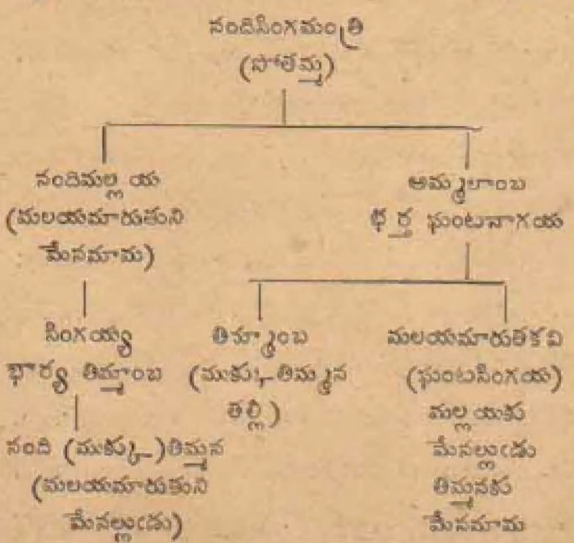 నందిసింగమంత్రి
(పోతమ్మ)
నందిమల్లయ
(మలయమారుతుని
మేనమామ)
అమ్మలాంబ
భర్త ఘంటనాగయ
సింగయ్య
భార్య తిమ్మాంబ
తిమ్మాంబ
(ముక్కు-తిమ్మన
తల్లి)
మలయమారుతకవి
(ఘంటసింగయ)
మల్లయకు
మేనల్లుఁడు
తిమ్మనకు
మేనమామ
నంది (ముక్కు-)తిమ్మన
(మలయమారుతుని
మేనల్లుఁడు)